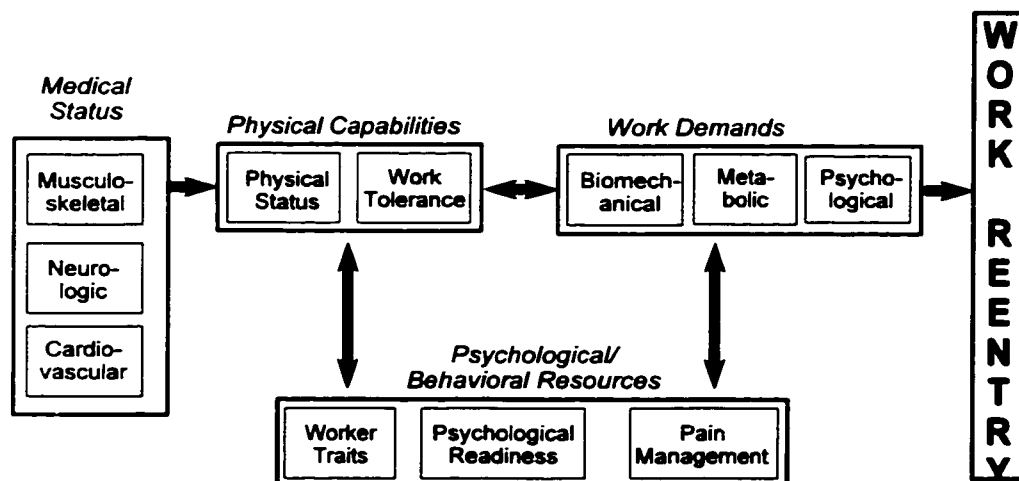 Medical
Status
Musculo-
skeletal
Neuro-
logic
Cardio-
vascular
Physical Capabilities
Physical
Status
Work
Tolerance
Work Demands
Biomech-
anical
Meta-
bolic
Psycho-
logical
Psychological/
Behavioral Resources
Worker
Traits
Psychological
Readiness
Pain
Management
WORK REENTRY